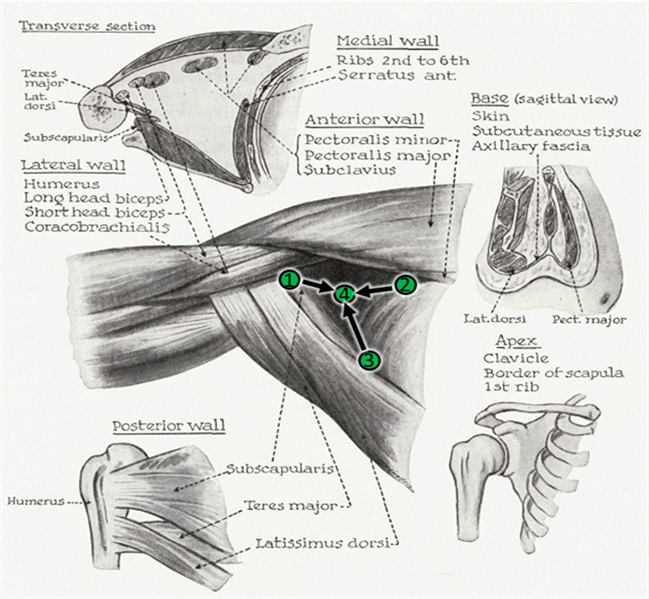 Transverse section
Teres
major
Lat.
dorsi
Subscapularis
Medial wall
Ribs 2nd to 6th
Serratus ant.
Anterior wall
Pectoralis minor
Pectoralis major
Subclavius
Base (sagittal view)
Skin
Subcutaneous tissue
Axillary fascia
Lateral wall
Humerus
Long head biceps
Short head biceps
Coracobrachialis
1
4
2
3
Lat. dorsi
Pect. major
Apex
Clavicle
Border of scapula
1st rib
Posterior wall
Humerus
Subscapularis
Teres major
Latissimus dorsi